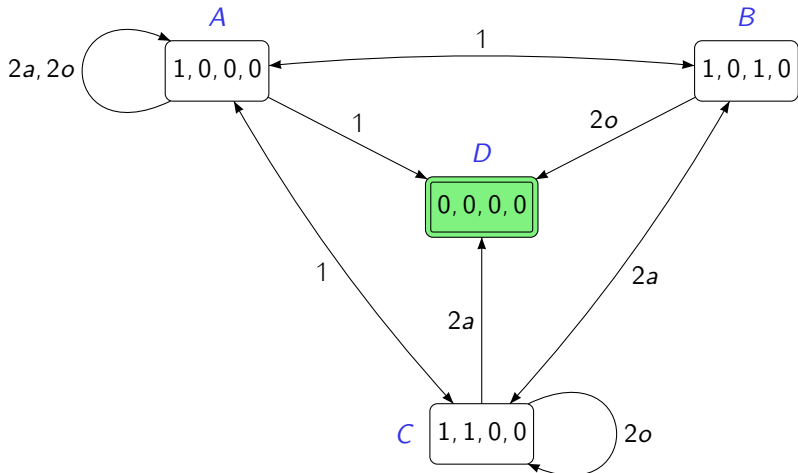 A
B
1
2a, 2o
1, 0, 0, 0
1, 0, 1, 0
1
2o
D
0, 0, 0, 0
1
2a
2a
C
1, 1, 0, 0
2o